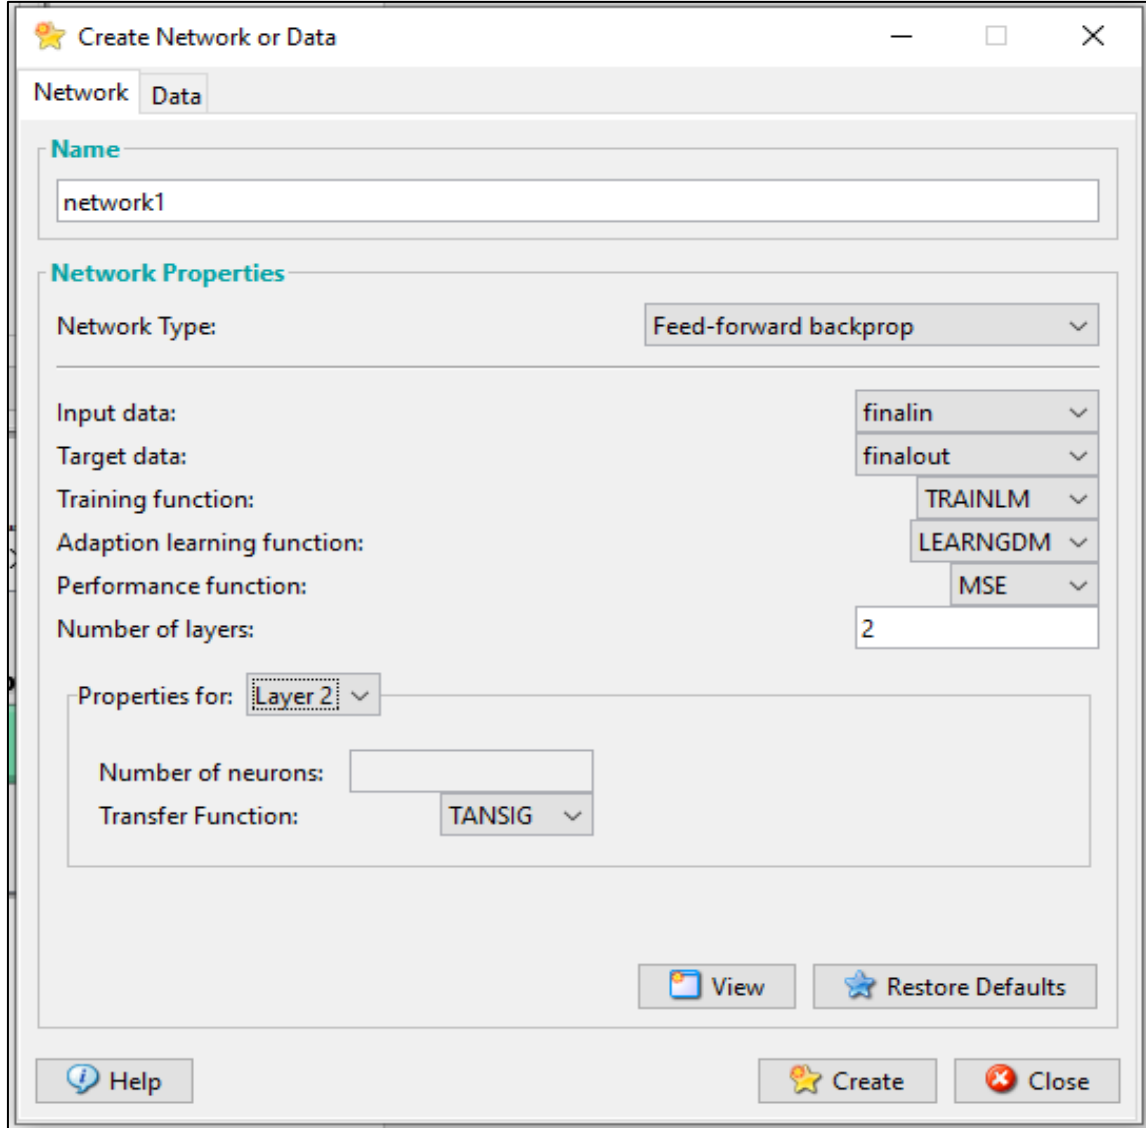 Create Network or Data
Network Data
Name
network1
Network Properties
Network Type: Feed-forward backprop
Input data: finalin
Target data: finalout
Training function: TRAINLM
Adaption learning function: LEARNGDM
Performance function: MSE
Number of layers: 2
Properties for: Layer 2
Number of neurons:
Transfer Function: TANSIG
View Restore Defaults
Help Create Close